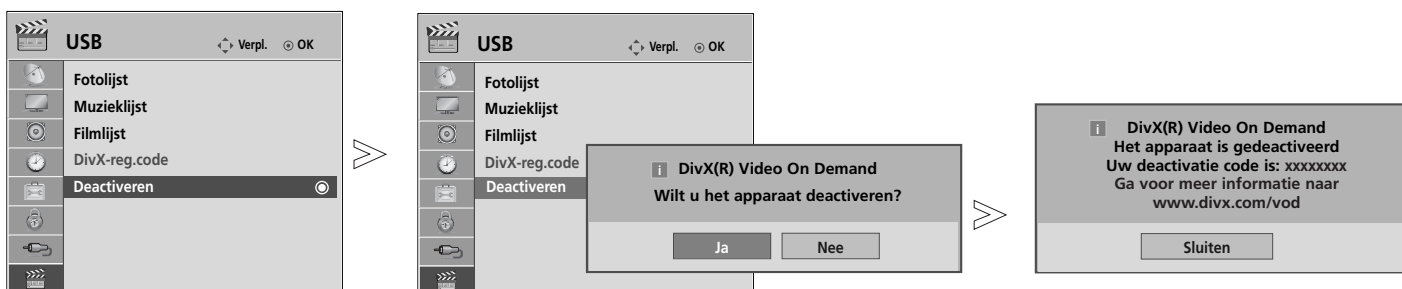 USB Verpl. OK
Fotolijst
Muzieklijst
Filmlijst
DivX-reg.code
Deactiveren
USB Verpl. OK
Fotolijst
Muzieklijst
Filmlijst
DivX-reg.code
Deactiveren
i DivX(R) Video On Demand
Wilt u het apparaat deactiveren?
Ja Nee
i DivX(R) Video On Demand
Het apparaat is gedeactiveerd
Uw deactivatie code is: xxxxxxxx
Ga voor meer informatie naar
www.divx.com/vod
Sluiten